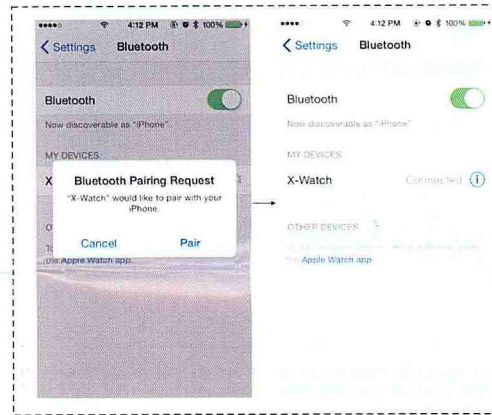 4:12 PM 100%
Settings Bluetooth
Bluetooth
Now discoverable as "iPhone".
MY DEVICES
X
Bluetooth Pairing Request
"X-Watch" would like to pair with your
iPhone.
Cancel Pair
the Apple Watch app.
4:12 PM 100%
Settings Bluetooth
Bluetooth
Now discoverable as "iPhone".
MY DEVICES
X-Watch Connected
OTHER DEVICES
the Apple Watch app.